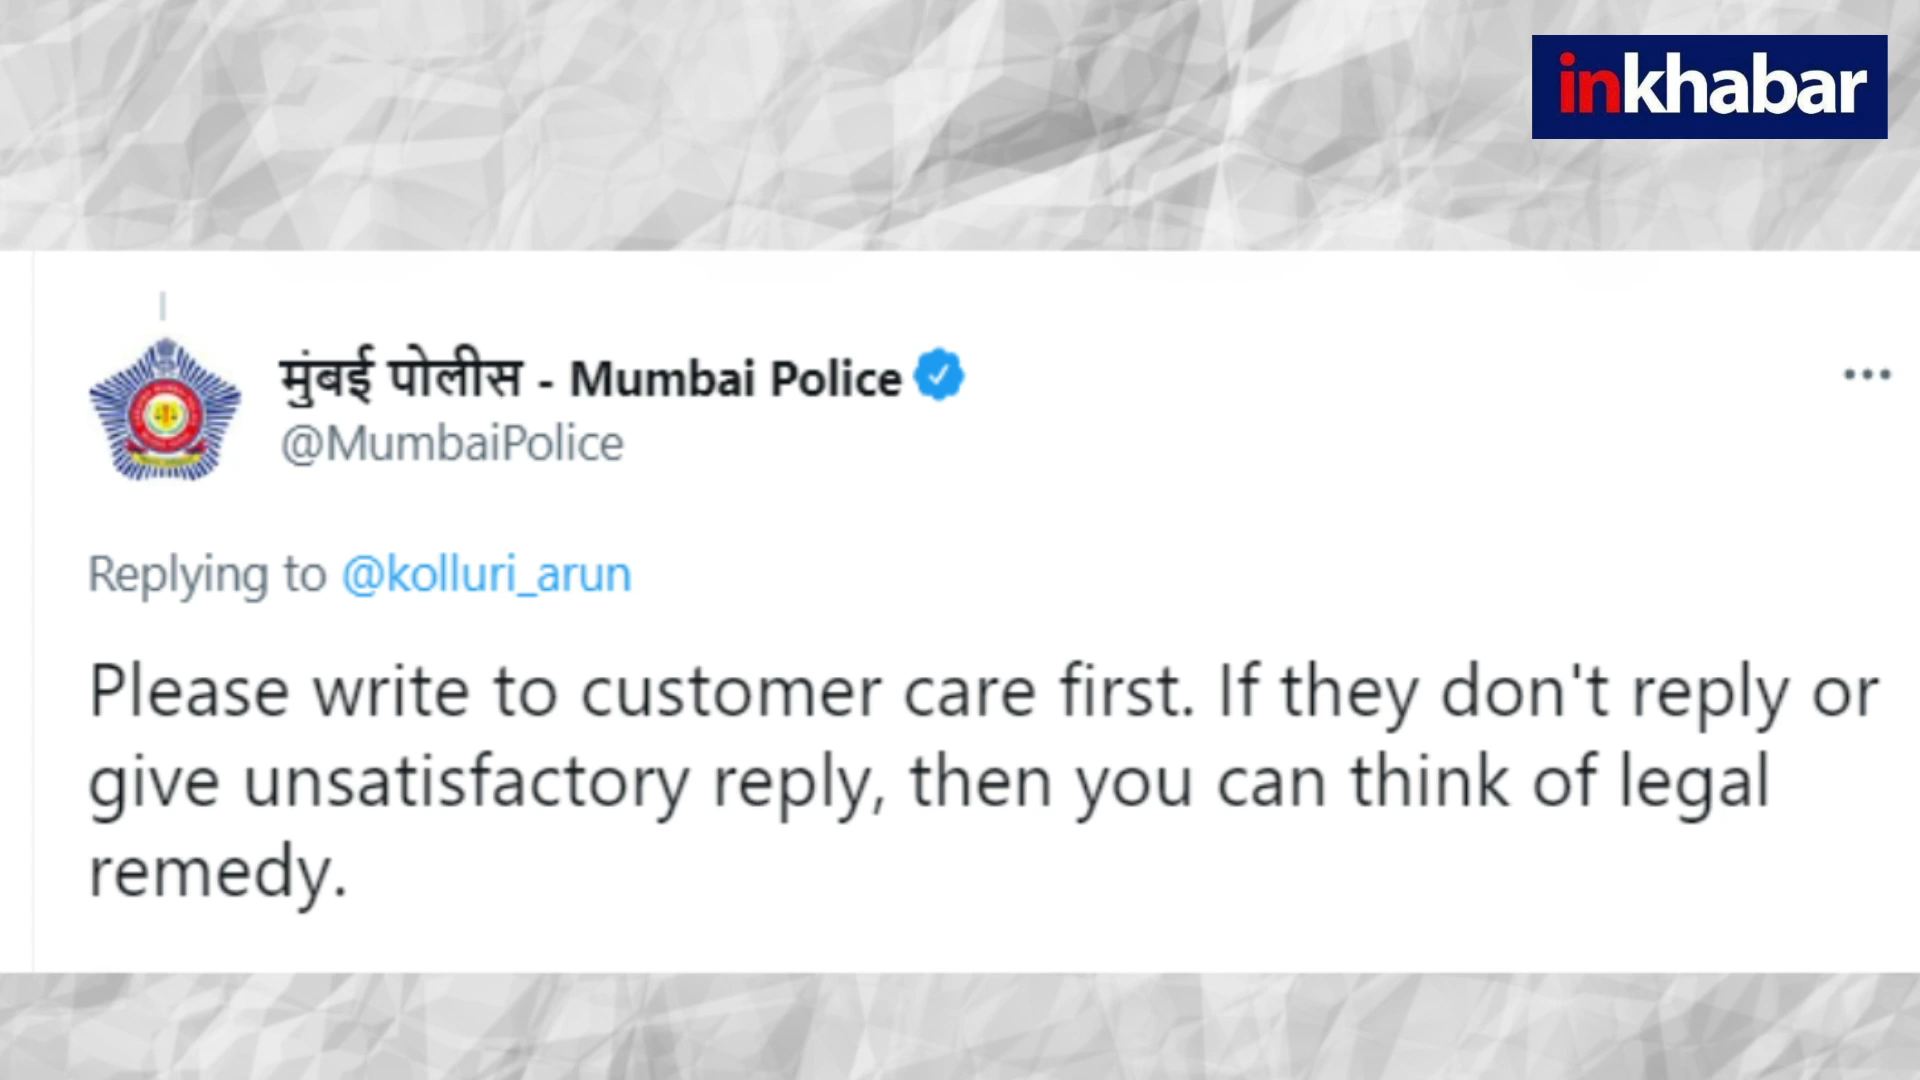 inkhabar
मुंबई पोलीस - Mumbai Police
@MumbaiPolice
Replying to @kolluri_arun
Please write to customer care first. If they don't reply or
give unsatisfactory reply, then you can think of legal
remedy.